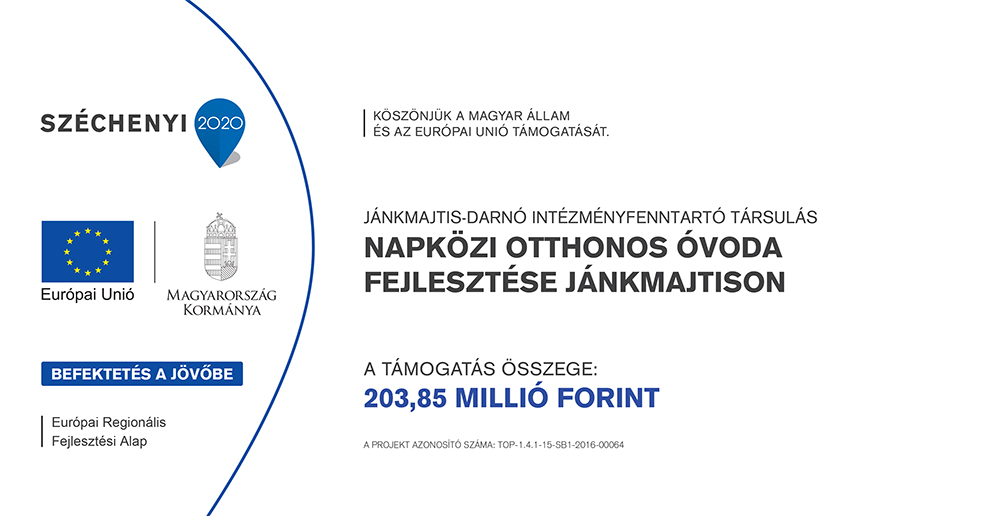 SZÉCHENYI 2020
Európai Unió
MAGYARORSZÁG
KORMÁNYA
BEFEKTETÉS A JÖVŐBE
Európai Regionális
Fejlesztési Alap
KÖSZÖNJÜK A MAGYAR ÁLLAM
ÉS AZ EURÓPAI UNIÓ TÁMOGATÁSÁT.
JÁNKMAJTIS-DARNÓ INTÉZMÉNYFENNTARTÓ TÁRSULÁS
NAPKÖZI OTTHONOS ÓVODA
FEJLESZTÉSE JÁNKMAJTISON
A TÁMOGATÁS ÖSSZEGE:
203,85 MILLIÓ FORINT
A PROJEKT AZONOSÍTÓ SZÁMA: TOP-1.4.1-15-SB1-2016-00064